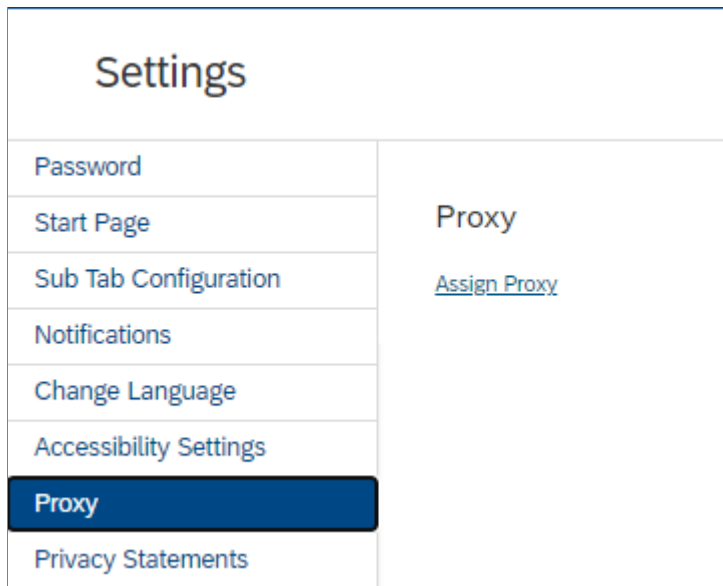 Settings
Password
Start Page
Sub Tab Configuration
Notifications
Change Language
Accessibility Settings
Proxy
Privacy Statements
Proxy
Assign Proxy